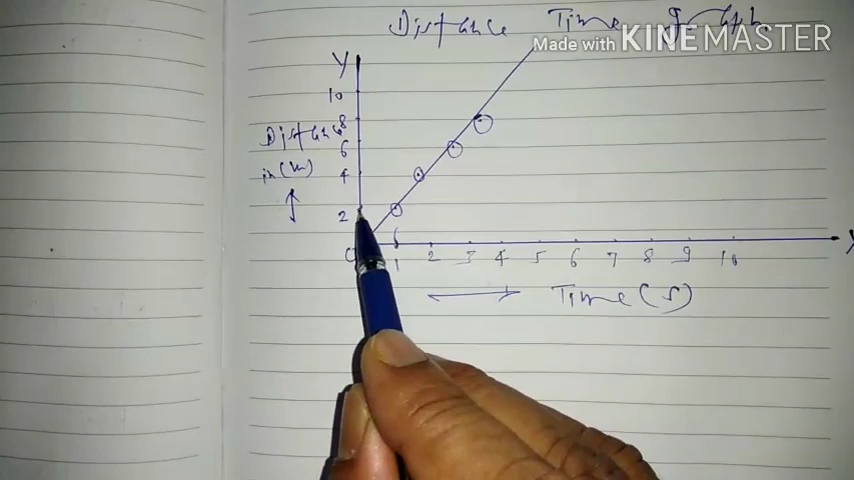 Distance Time graph
Made with KINEMASTER
Y
10
8
Distance
6
in (m)
4
2
O
X
1 2 3 4 5 6 7 8 9 10
Time (s)